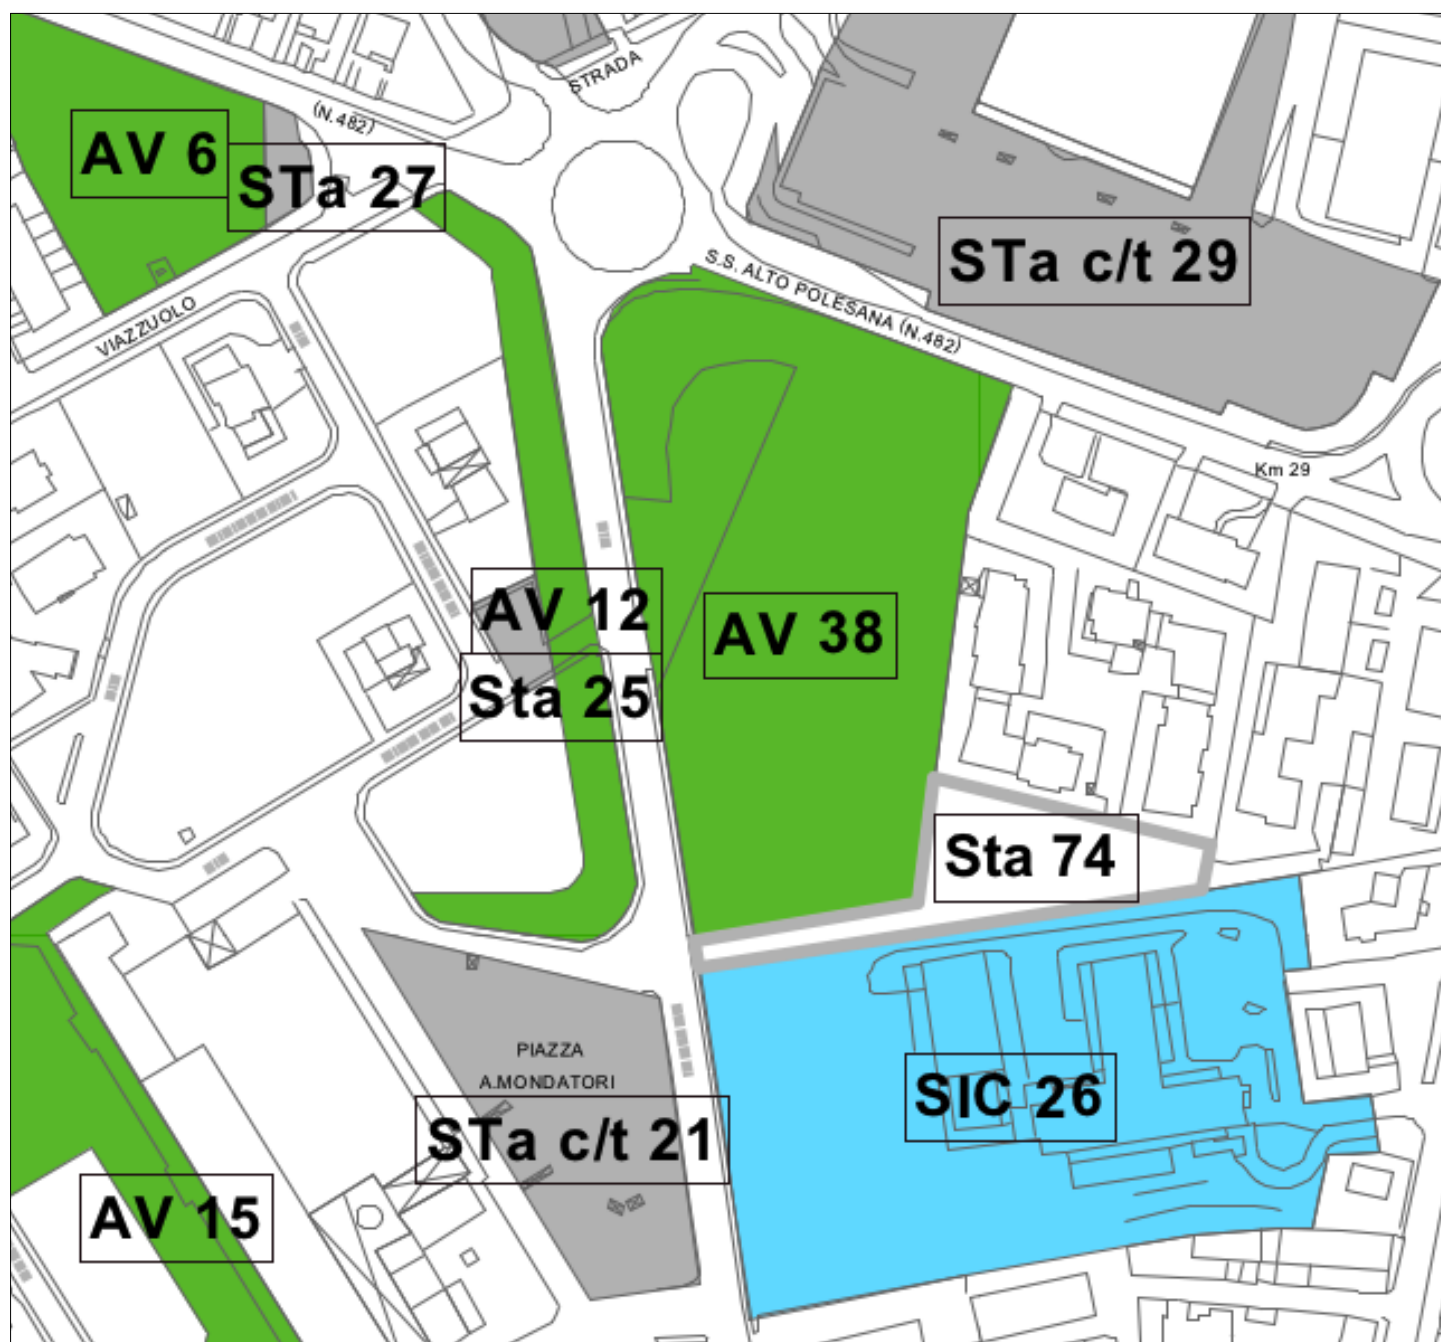 STRADA
(N.482)
AV 6
STa 27
STa c/t 29
S.S. ALTO POLESANA (N.482)
VIAZZUOLO
Km 29
AV 12
AV 38
Sta 25
Sta 74
PIAZZA
A.MONDATORI
SIC 26
STa c/t 21
AV 15